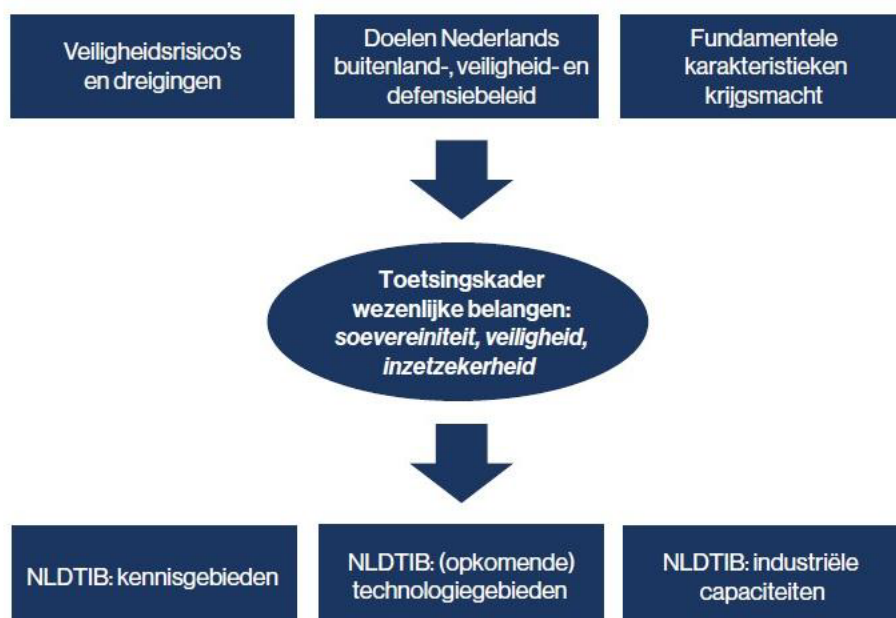 Veiligheidsrisico's
en dreigingen
Doelen Nederlands
buitenland-, veiligheid- en
defensiebeleid
Fundamentele
karakteristieken
krijgsmacht
Toetsingskader
wezenlijke belangen:
soevereiniteit, veiligheid,
inzetzekerheid
NLDTIB: kennisgebieden
NLDTIB: (opkomende)
technologiegebieden
NLDTIB: industriële
capaciteiten